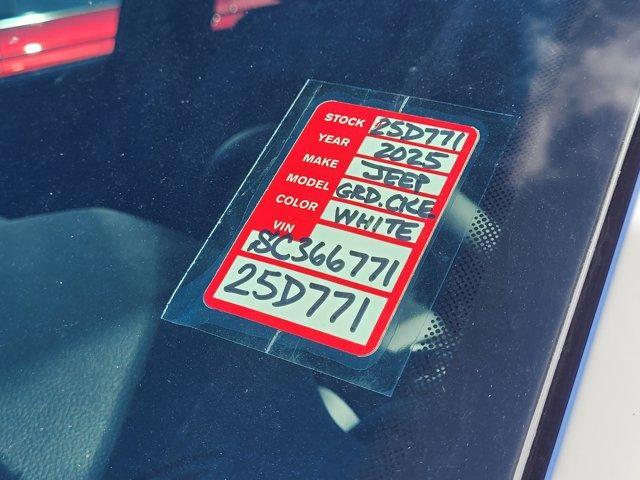 STOCK 25D771
YEAR 2025
MAKE JEEP
MODEL GRD.CKE
COLOR WHITE
VIN
SC366771
25D771